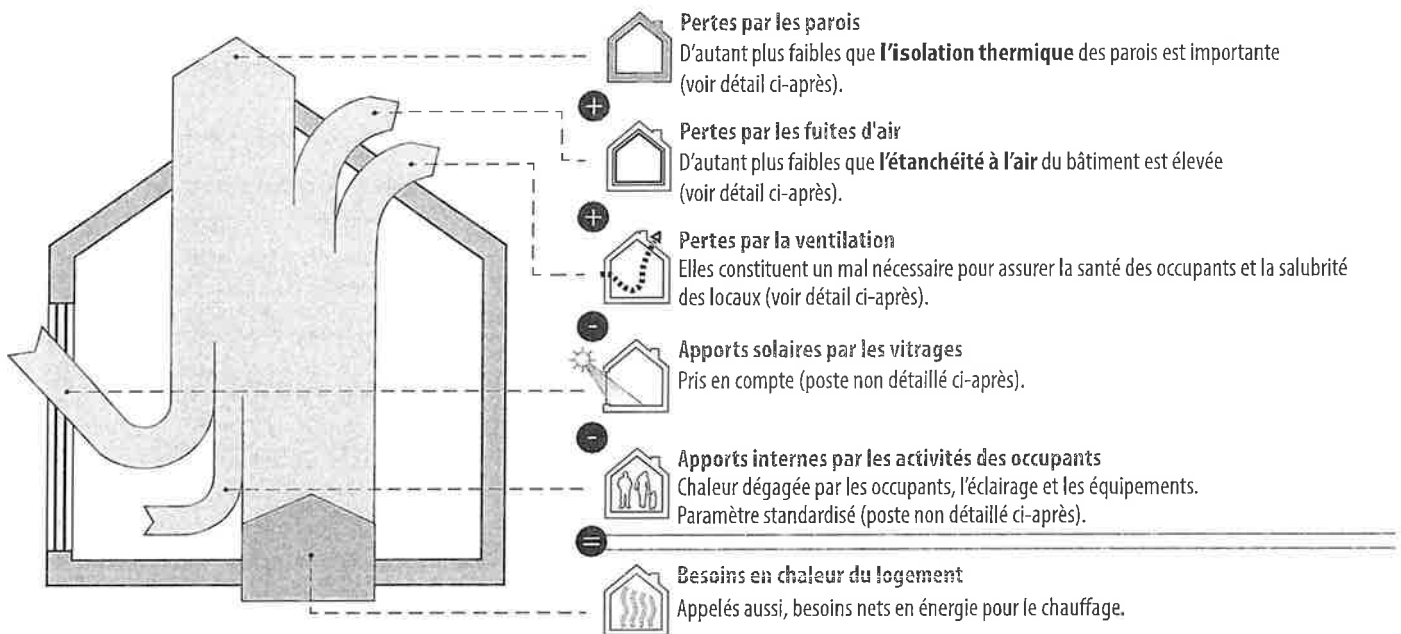 Pertes par les parois
D'autant plus faibles que l'isolation thermique des parois est importante
(voir détail ci-après).
+
Pertes par les fuites d'air
D'autant plus faibles que l'étanchéité à l'air du bâtiment est élevée
(voir détail ci-après).
+
Pertes par la ventilation
Elles constituent un mal nécessaire pour assurer la santé des occupants et la salubrité
des locaux (voir détail ci-après).
-
Apports solaires par les vitrages
Pris en compte (poste non détaillé ci-après).
-
Apports internes par les activités des occupants
Chaleur dégagée par les occupants, l'éclairage et les équipements.
Paramètre standardisé (poste non détaillé ci-après).
=
Besoins en chaleur du logement
Appelés aussi, besoins nets en énergie pour le chauffage.